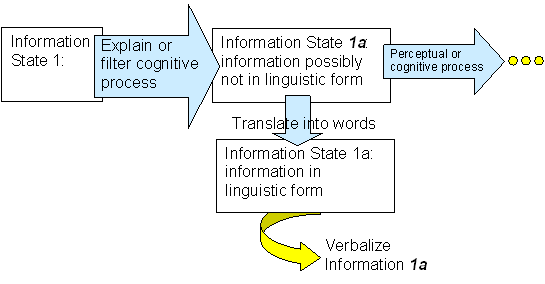 Information
State 1:
Explain or
filter cognitive
process
Information State 1a:
information possibly
not in linguistic form
Perceptual or
cognitive process
Translate into words
Information State 1a:
information in
linguistic form
Verbalize
Information 1a